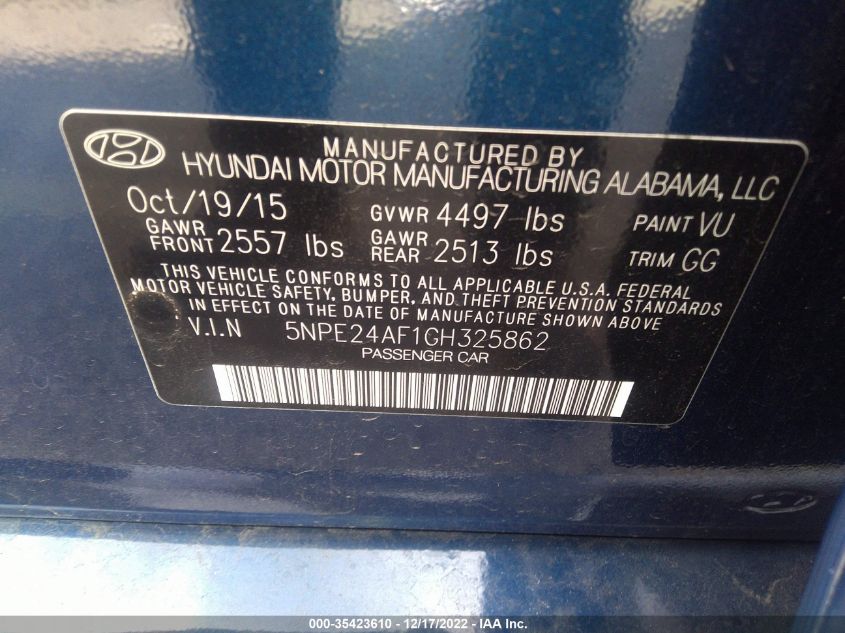 MANUFACTURED BY
HYUNDAI MOTOR MANUFACTURING ALABAMA, LLC
Oct/19/15 GVWR 4497 lbs PAINT VU
GAWR FRONT 2557 lbs GAWR REAR 2513 lbs TRIM GG
THIS VEHICLE CONFORMS TO ALL APPLICABLE U.S.A. FEDERAL
MOTOR VEHICLE SAFETY, BUMPER, AND THEFT PREVENTION STANDARDS
IN EFFECT ON THE DATE OF MANUFACTURE SHOWN ABOVE
V.I.N 5NPE24AF1GH325862
PASSENGER CAR
000-35423610 - 12/17/2022 - IAA Inc.